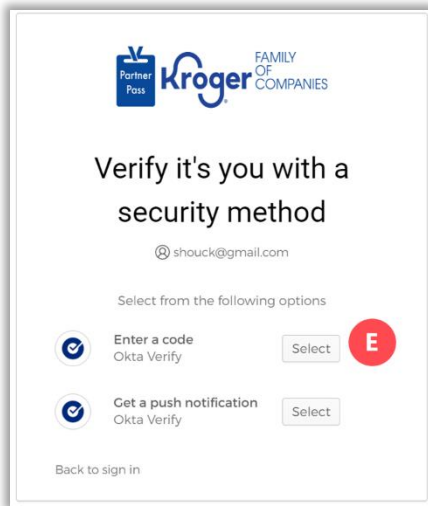 Partner
Pass
Kroger
FAMILY
OF
COMPANIES
Verify it's you with a
security method
shouck@gmail.com
Select from the following options
Enter a code
Okta Verify
Select
E
Get a push notification
Okta Verify
Select
Back to sign in